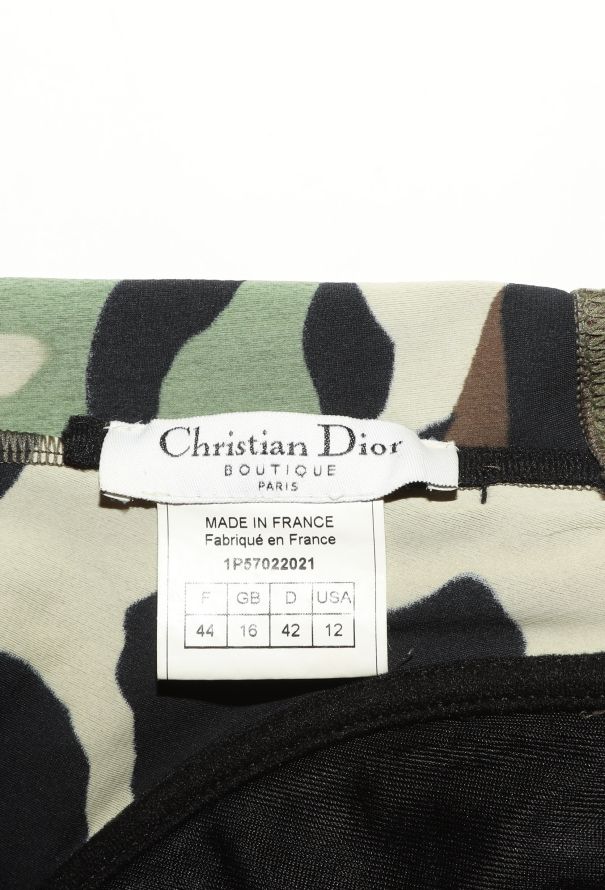 Christian Dior
BOUTIQUE
PARIS
MADE IN FRANCE
Fabriqué en France
1P57022021
F GB D USA
44 16 42 12